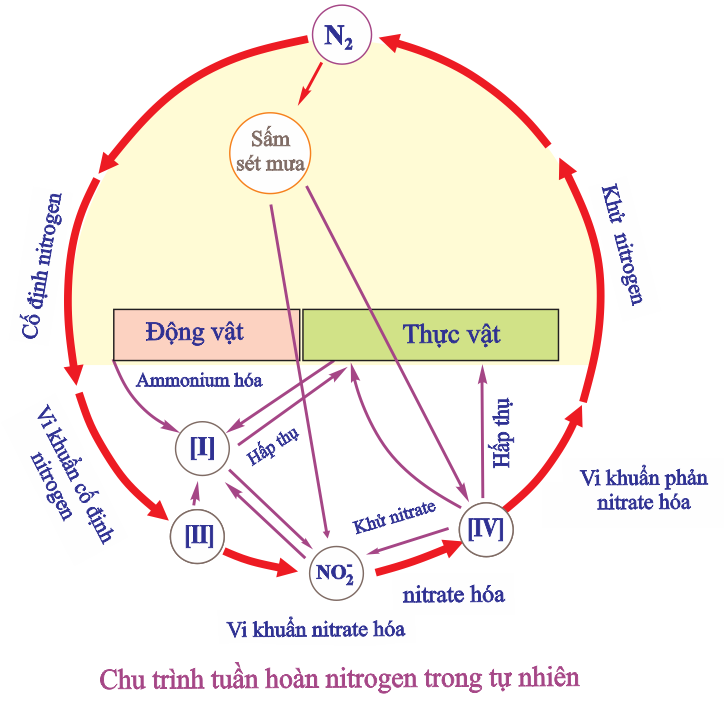 N₂
Sấm
sét mưa
Cố định nitrogen
Khử nitrogen
Động vật
Thực vật
Ammonium hóa
[I]
Hấp thụ
Hấp thụ
Vi khuẩn cố định
nitrogen
Vi khuẩn phản
nitrate hóa
[II]
Khử nitrate
[IV]
NO₂⁻
nitrate hóa
Vi khuẩn nitrate hóa
Chu trình tuần hoàn nitrogen trong tự nhiên